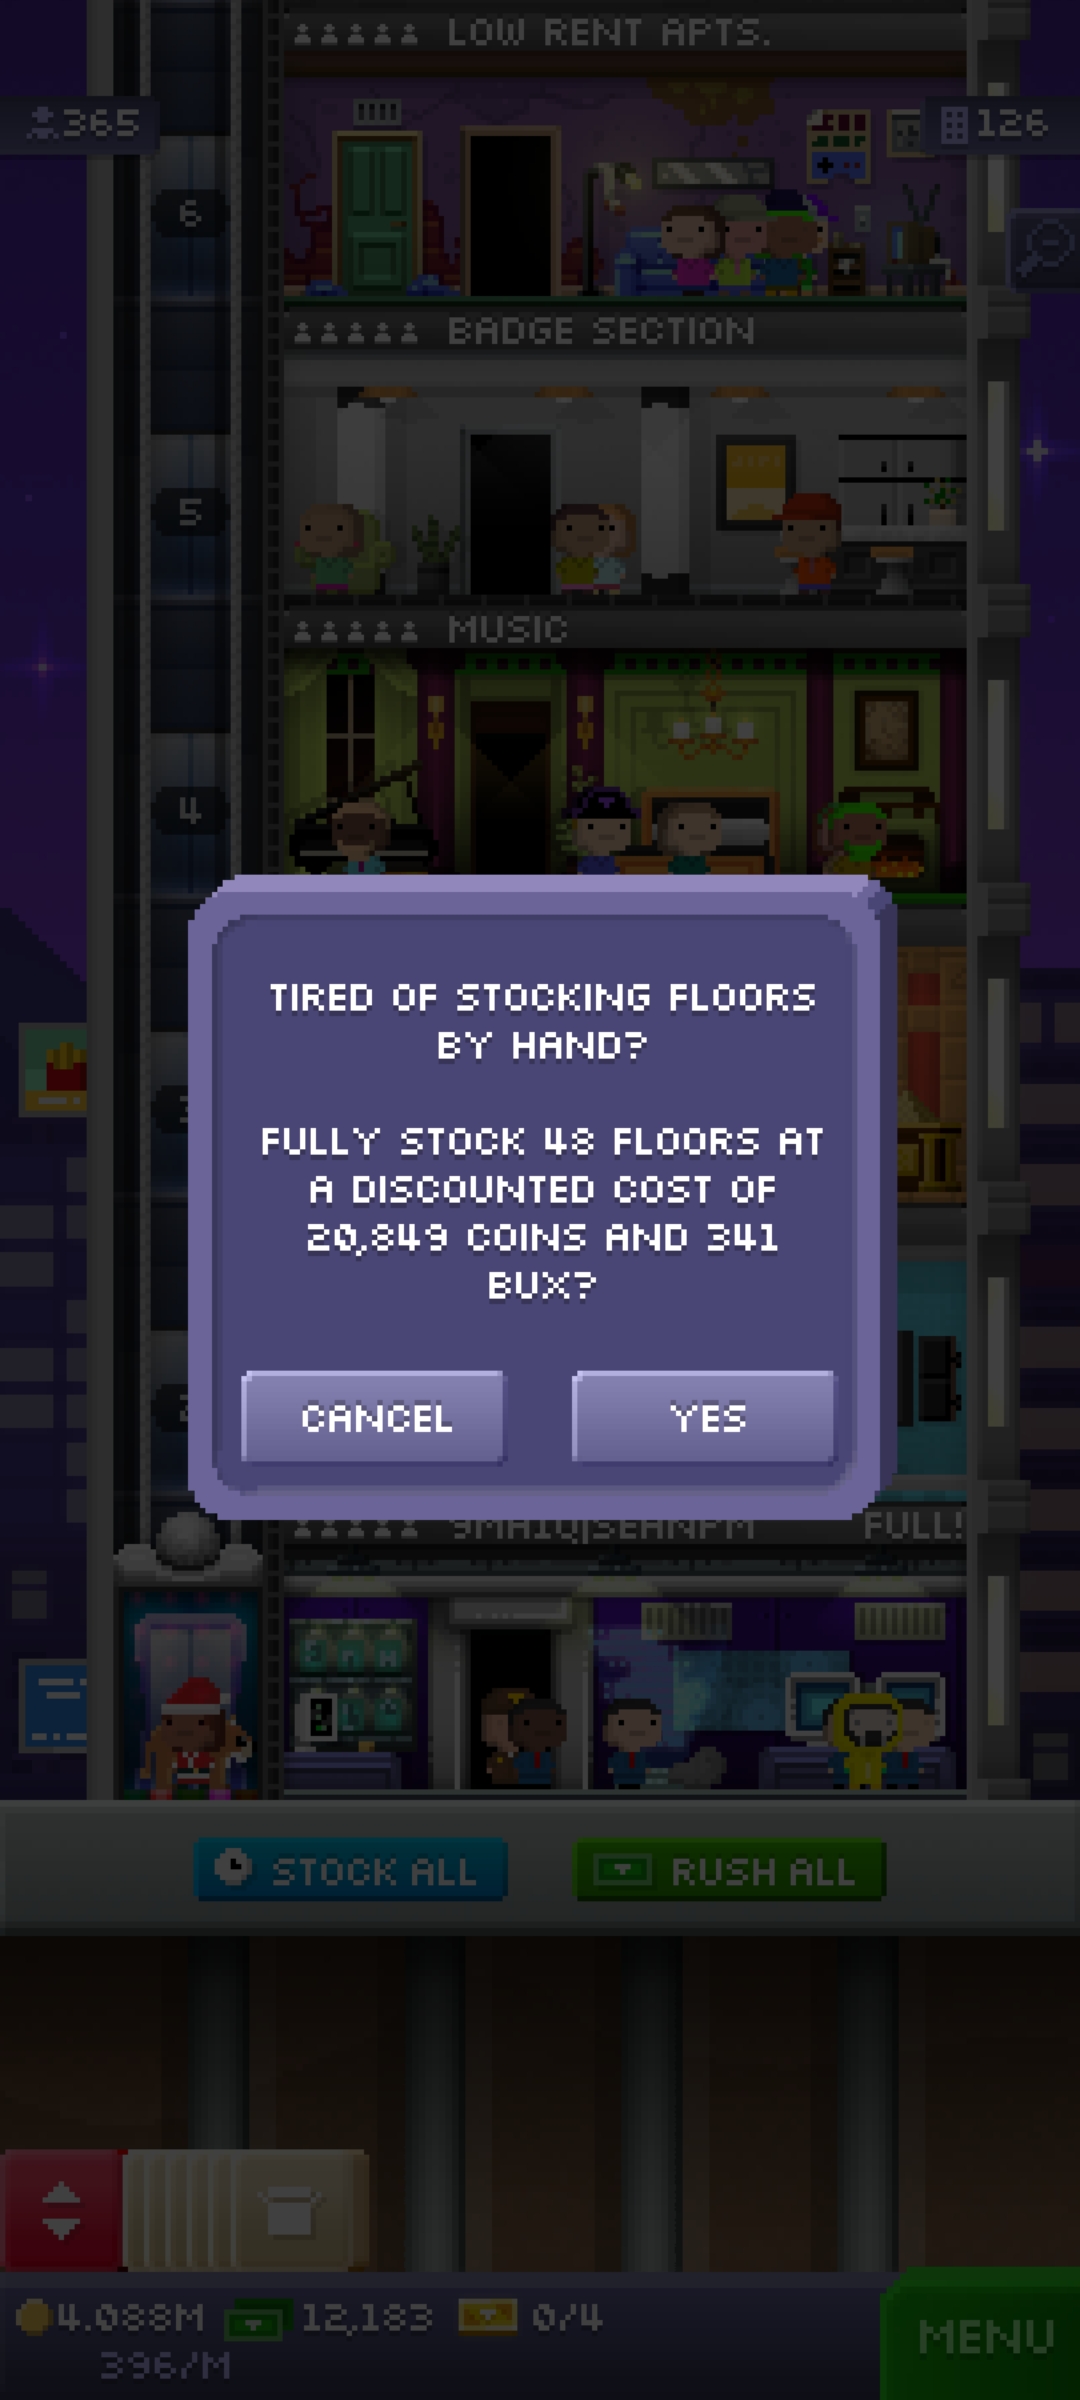 LOW RENT APTS.
365
126
6
BADGE SECTION
5
MUSIC
4
TIRED OF STOCKING FLOORS
BY HAND?
FULLY STOCK 48 FLOORS AT
A DISCOUNTED COST OF
20,849 COINS AND 341
BUX?
CANCEL
YES
FULL!
STOCK ALL
RUSH ALL
4.088M
12,183
0/4
396/M
MENU